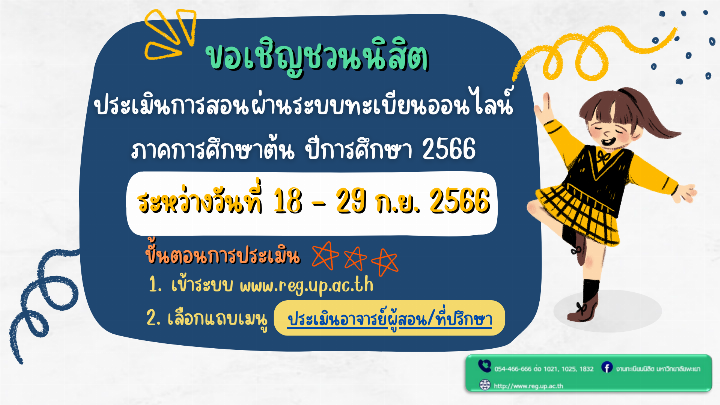 ขอเชิญชวนนิสิต
ประเมินการสอนผ่านระบบทะเบียนออนไลน์
ภาคการศึกษาต้น ปีการศึกษา 2566
ระหว่างวันที่ 18 - 29 ก.ย. 2566
ขั้นตอนการประเมิน
1. เข้าระบบ www.reg.up.ac.th
2. เลือกแถบเมนู ประเมินอาจารย์ผู้สอน/ที่ปรึกษา
054-466-666 ต่อ 1021, 1025, 1832 งานทะเบียนนิสิต มหาวิทยาลัยพะเยา
http://www.reg.up.ac.th